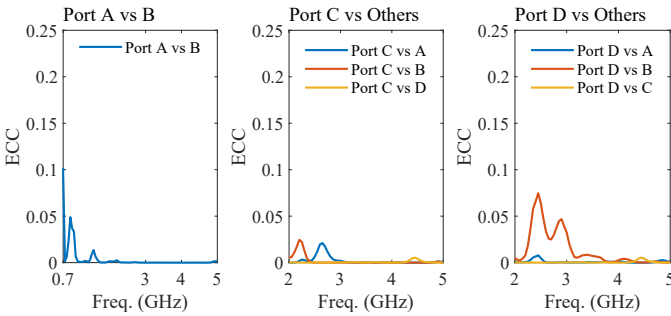 Port A vs B
0.25
0.2
0.15
0.1
0.05
0
ECC
Port A vs B
0.7
3
4
5
Freq. (GHz)
Port C vs Others
0.25
0.2
0.15
0.1
0.05
0
ECC
Port C vs A
Port C vs B
Port C vs D
2
3
4
5
Freq. (GHz)
Port D vs Others
0.25
0.2
0.15
0.1
0.05
0
ECC
Port D vs A
Port D vs B
Port D vs C
2
3
4
5
Freq. (GHz)